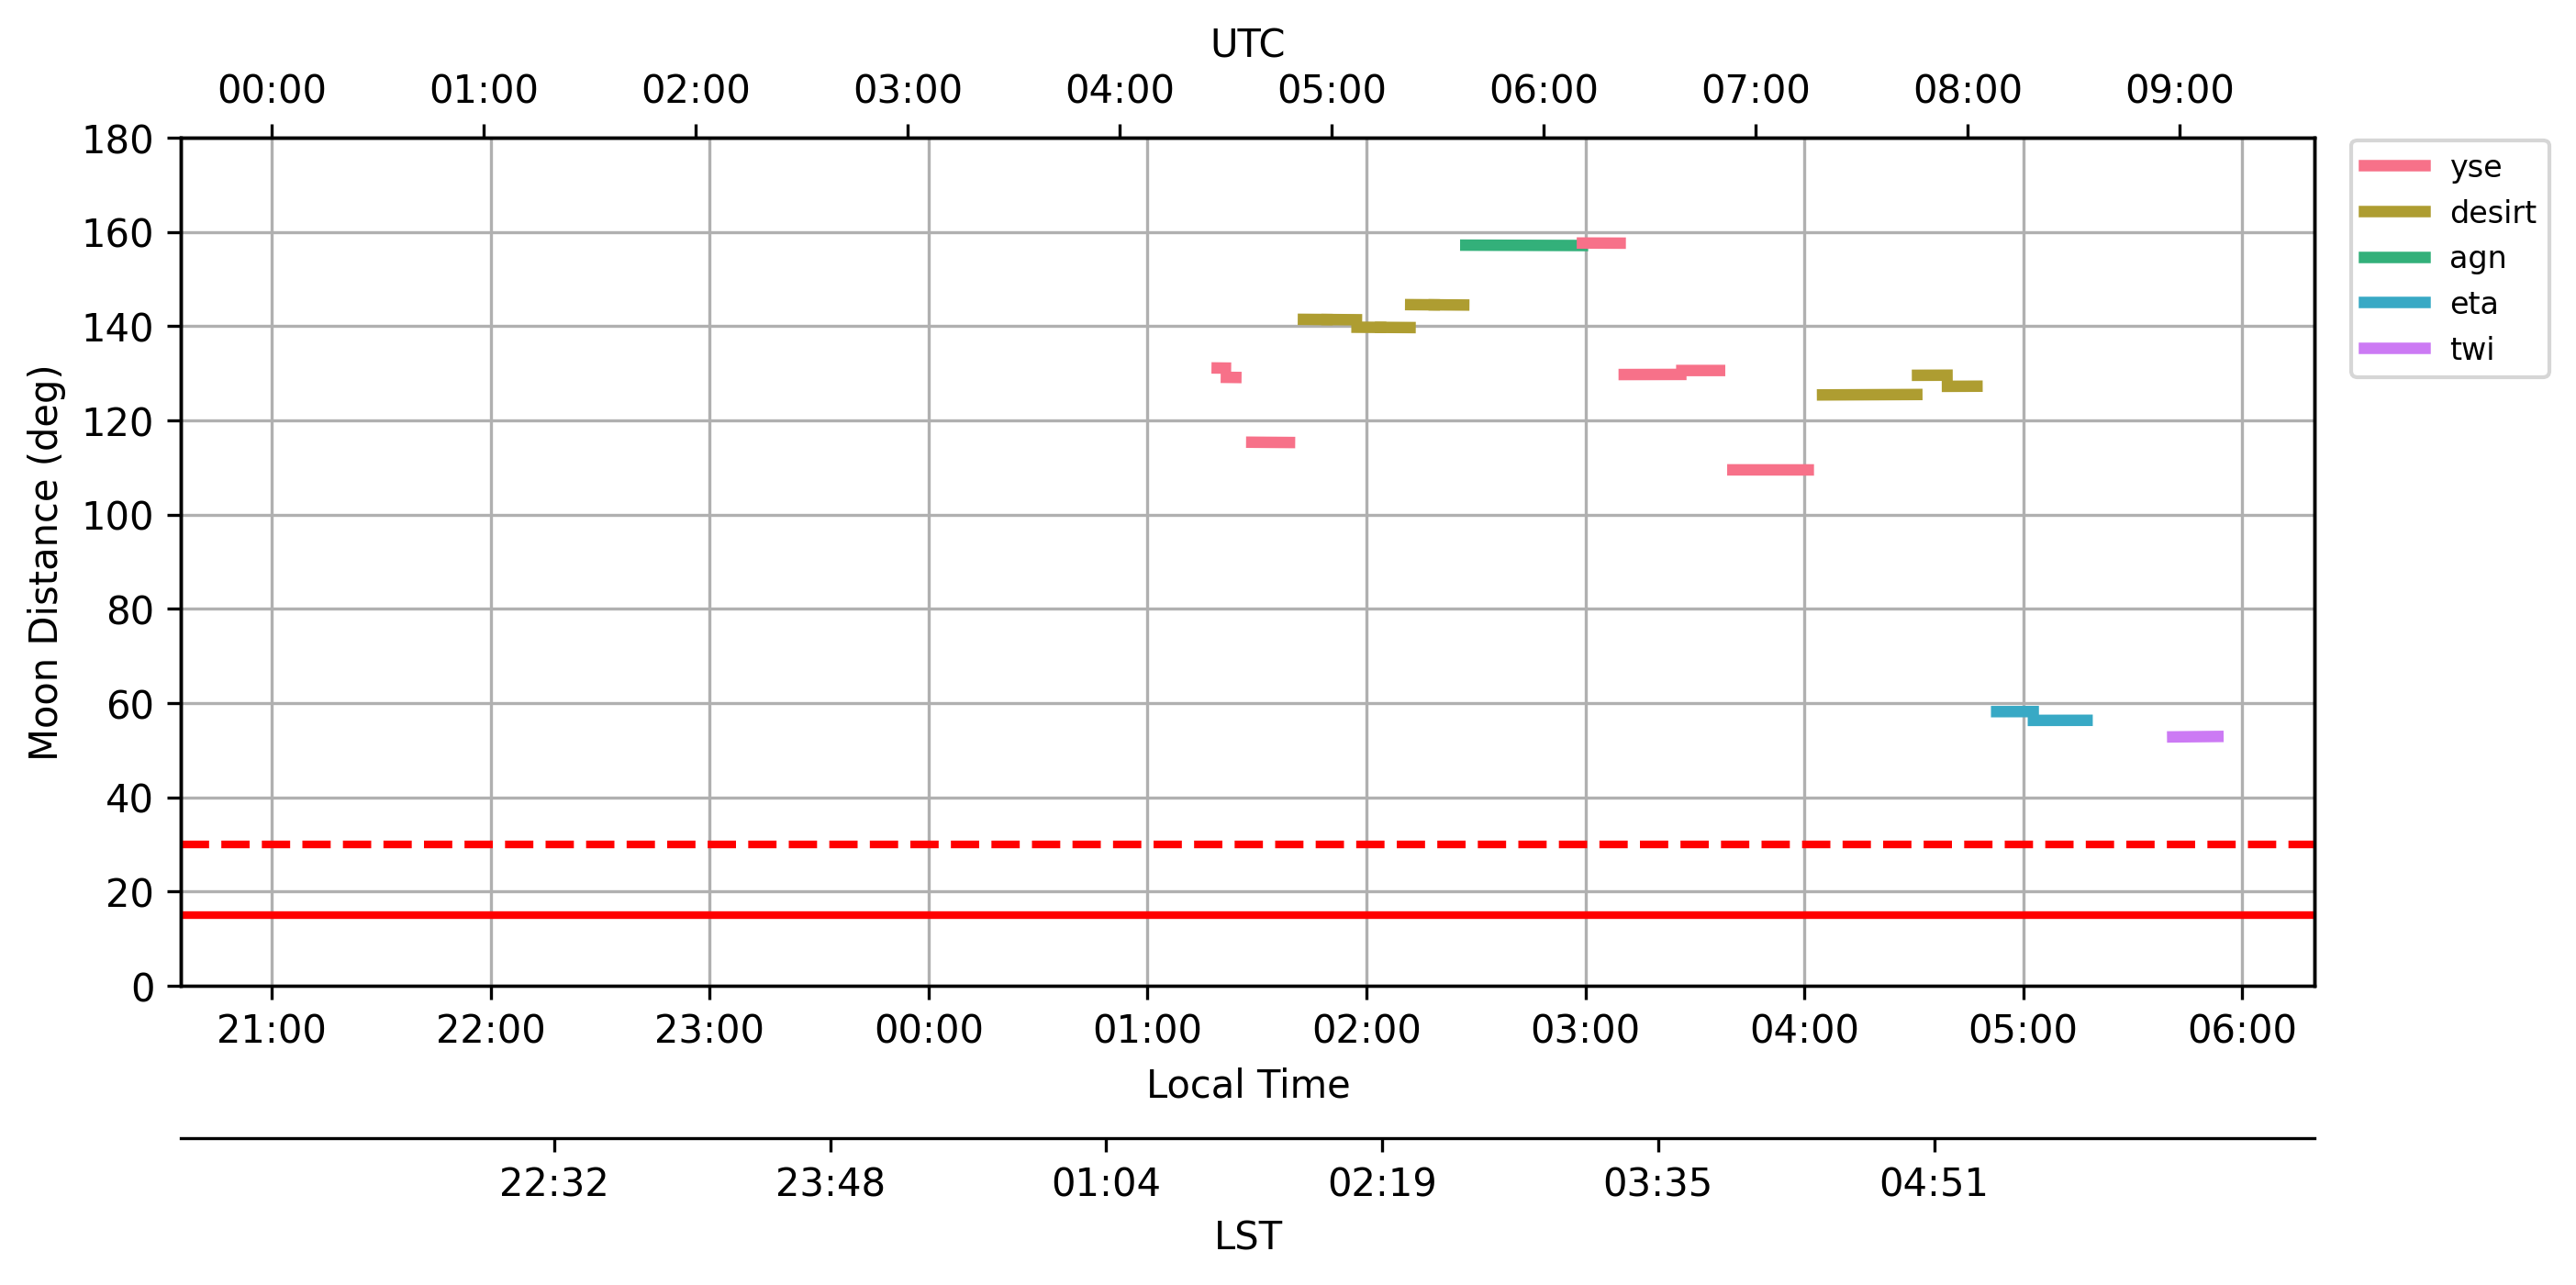 UTC
00:00 01:00 02:00 03:00 04:00 05:00 06:00 07:00 08:00 09:00
180
160
140
120
100
80
60
40
20
0
Moon Distance (deg)
yse
desirt
agn
eta
twi
21:00 22:00 23:00 00:00 01:00 02:00 03:00 04:00 05:00 06:00
Local Time
22:32 23:48 01:04 02:19 03:35 04:51
LST